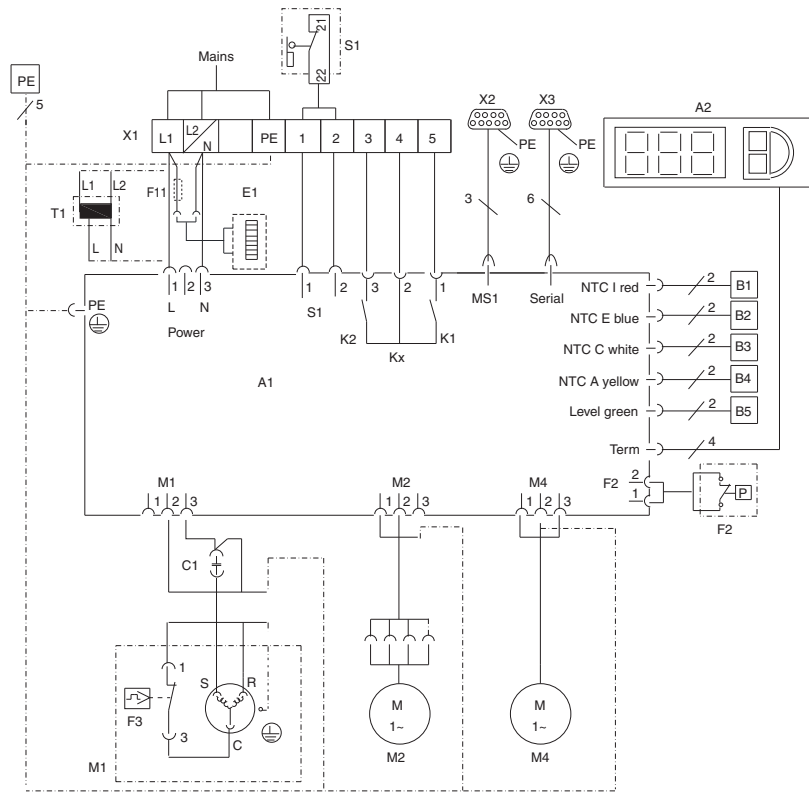 21
S1
22
Mains
PE
5
X2
X3
A2
X1
L1
L2
N
PE
1
2
3
4
5
PE
PE
L1
L2
F11
E1
T1
3
6
L
N
1
2
3
1
2
3
2
1
MS1
Serial
PE
L
N
S1
Power
K2
K1
Kx
A1
NTC I red
2
B1
NTC E blue
2
B2
NTC C white
2
B3
NTC A yellow
2
B4
Level green
2
B5
Term
4
F2
2
1
P
F2
M1
1
2
3
M2
1
2
3
M4
1
2
3
C1
1
S
R
F3
3
C
M1
M
1~
M2
M
1~
M4